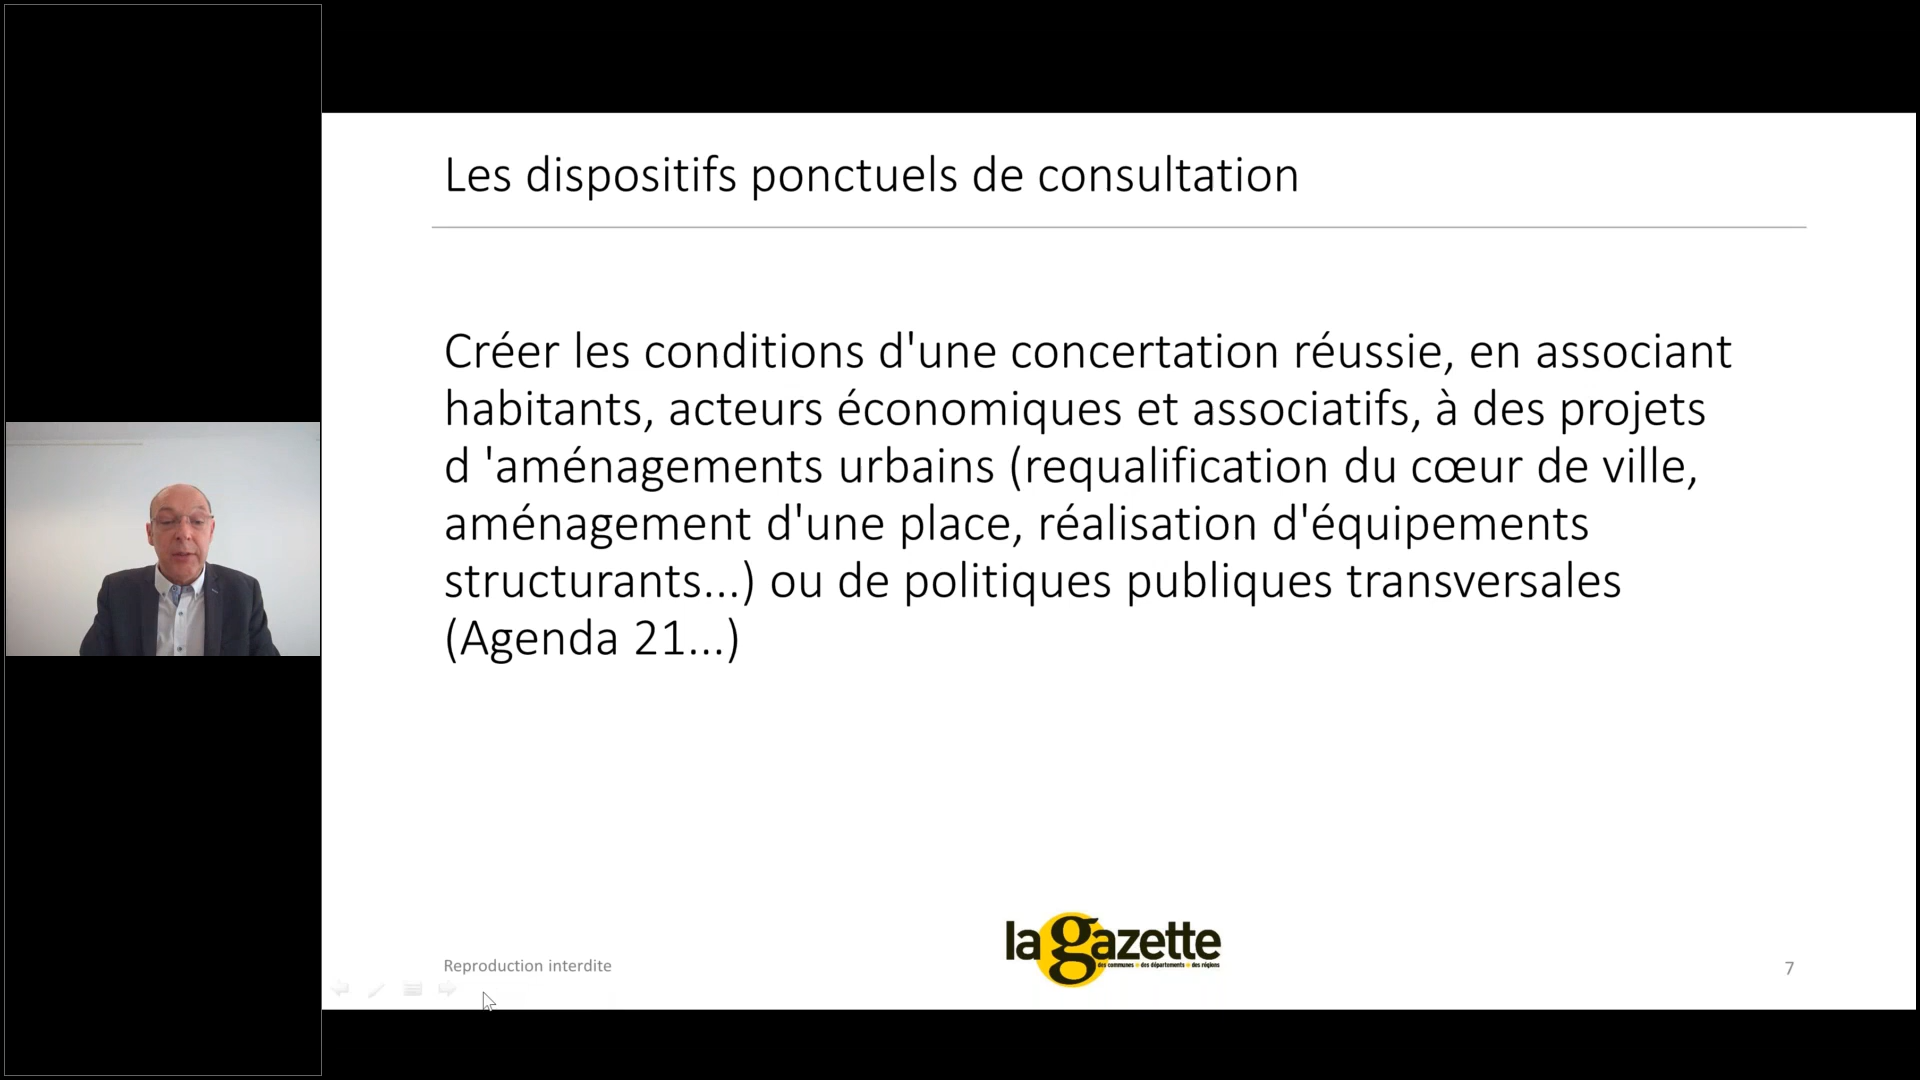 Les dispositifs ponctuels de consultation
Créer les conditions d'une concertation réussie, en associant
habitants, acteurs économiques et associatifs, à des projets
d 'aménagements urbains (requalification du cœur de ville,
aménagement d'une place, réalisation d'équipements
structurants...) ou de politiques publiques transversales
(Agenda 21...)
la gazette
des communes • des départements • des régions
Reproduction interdite
7